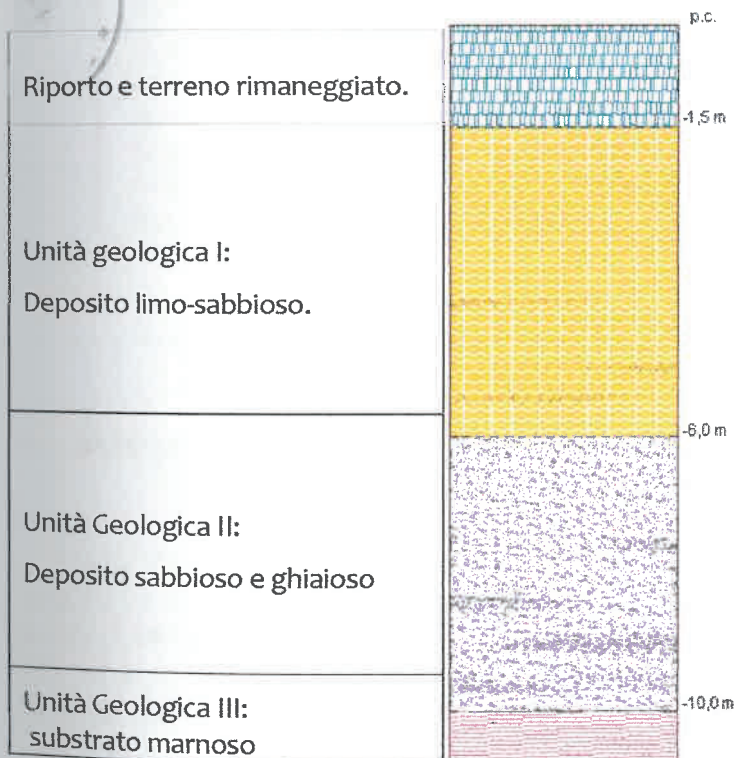 p.c.
Riporto e terreno rimaneggiato.
-1,5 m
Unità geologica I:
Deposito limo-sabbioso.
-6,0 m
Unità Geologica II:
Deposito sabbioso e ghiaioso
-10,0 m
Unità Geologica III:
substrato marnoso